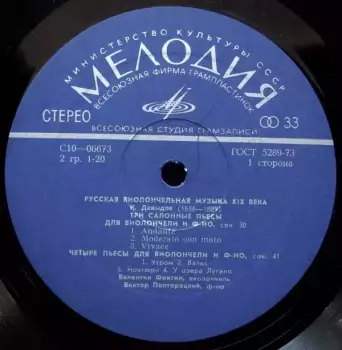 МИНИСТЕРСТВО КУЛЬТУРЫ СССР
МЕЛОДИЯ
ВСЕСОЮЗНАЯ ФИРМА ГРАМПЛАСТИНОК
СТЕРЕО
33
ВСЕСОЮЗНАЯ СТУДИЯ ГРАМЗАПИСИ
С10—06673
ГОСТ 5289-73
2 гр. 1-20
1 сторона
РУССКАЯ ВИОЛОНЧЕЛЬНАЯ МУЗЫКА XIX ВЕКА
К. Давыдов (1838—1889)
ТРИ САЛОННЫЕ ПЬЕСЫ
ДЛЯ ВИОЛОНЧЕЛИ И Ф-НО, соч. 30
1. Andante
2. Moderato con moto
3. Vivace
ЧЕТЫРЕ ПЬЕСЫ ДЛЯ ВИОЛОНЧЕЛИ И Ф-НО, соч. 41
1. Утром 2. Вальс
3. Ноктюрн 4. У озера Лугано
Валентин Фейгин, виолончель
Виктор Полторацкий, ф-но